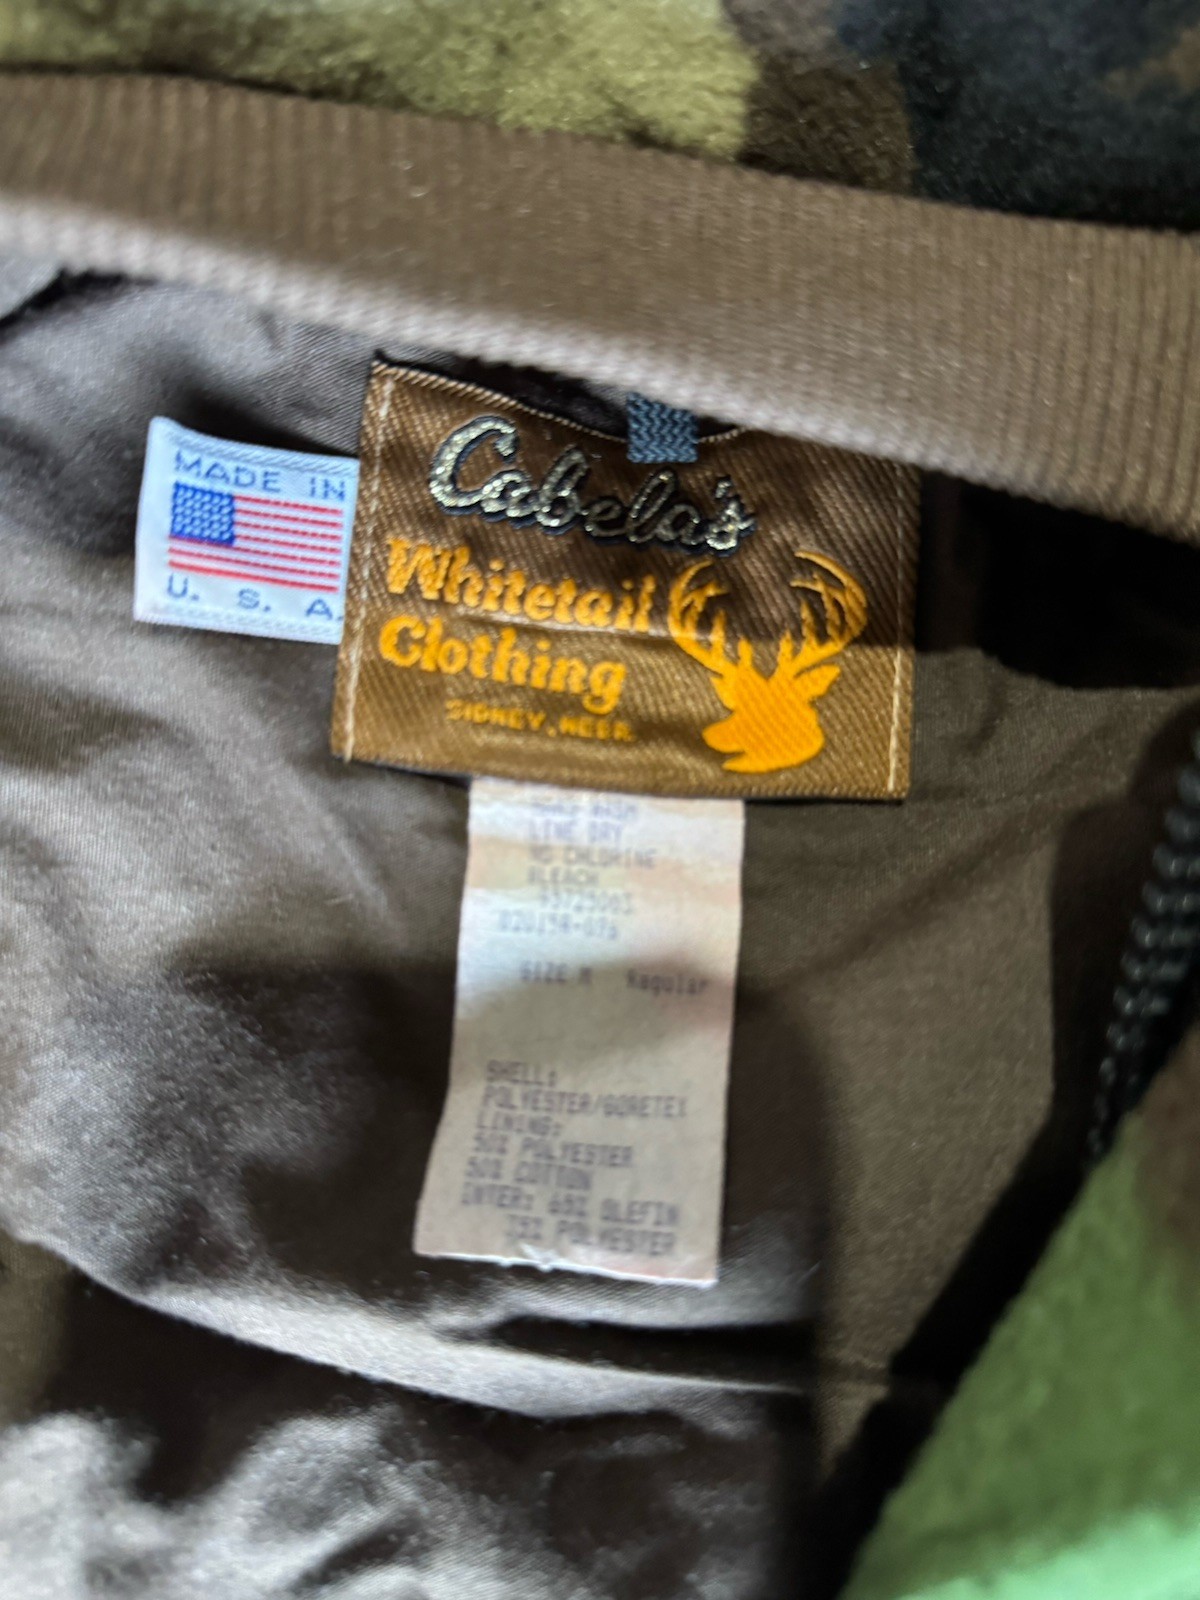 MADE IN
U. S. A.
Cabela's
Whitetail
Clothing
SIDNEY, NEBR.
WASH
LINE DRY
NO CHLORINE
BLEACH
SIZE M Regular
SHELL:
POLYESTER/GORETEX
LINING:
50% POLYESTER
50% COTTON
INTER: 65% OLEFIN
35% POLYESTER